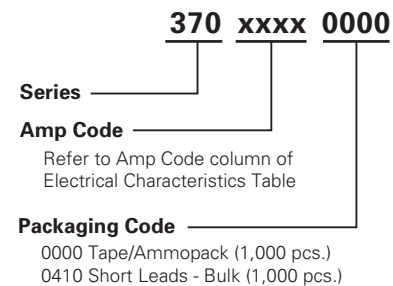 370 xxxx 0000
Series
Amp Code
Refer to Amp Code column of
Electrical Characteristics Table
Packaging Code
0000 Tape/Ammopack (1,000 pcs.)
0410 Short Leads - Bulk (1,000 pcs.)